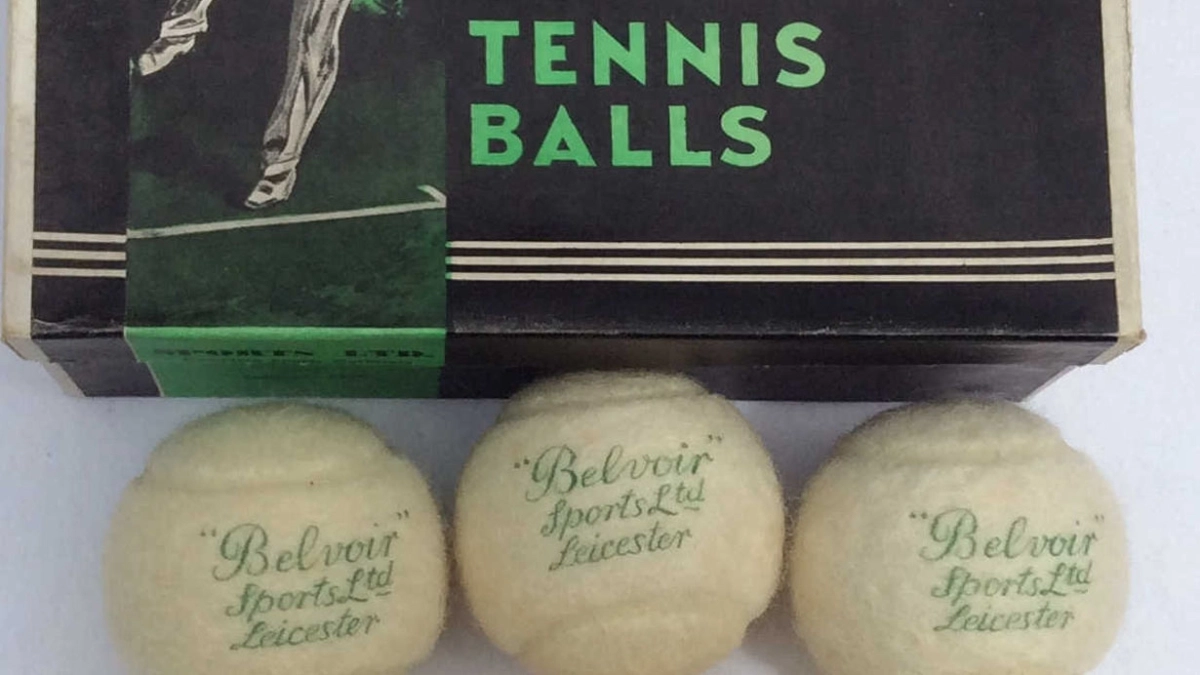 TENNIS
BALLS
"Belvoir"
Sports Ltd
Leicester
"Belvoir"
Sports Ltd
Leicester
"Belvoir"
Sports Ltd
Leicester